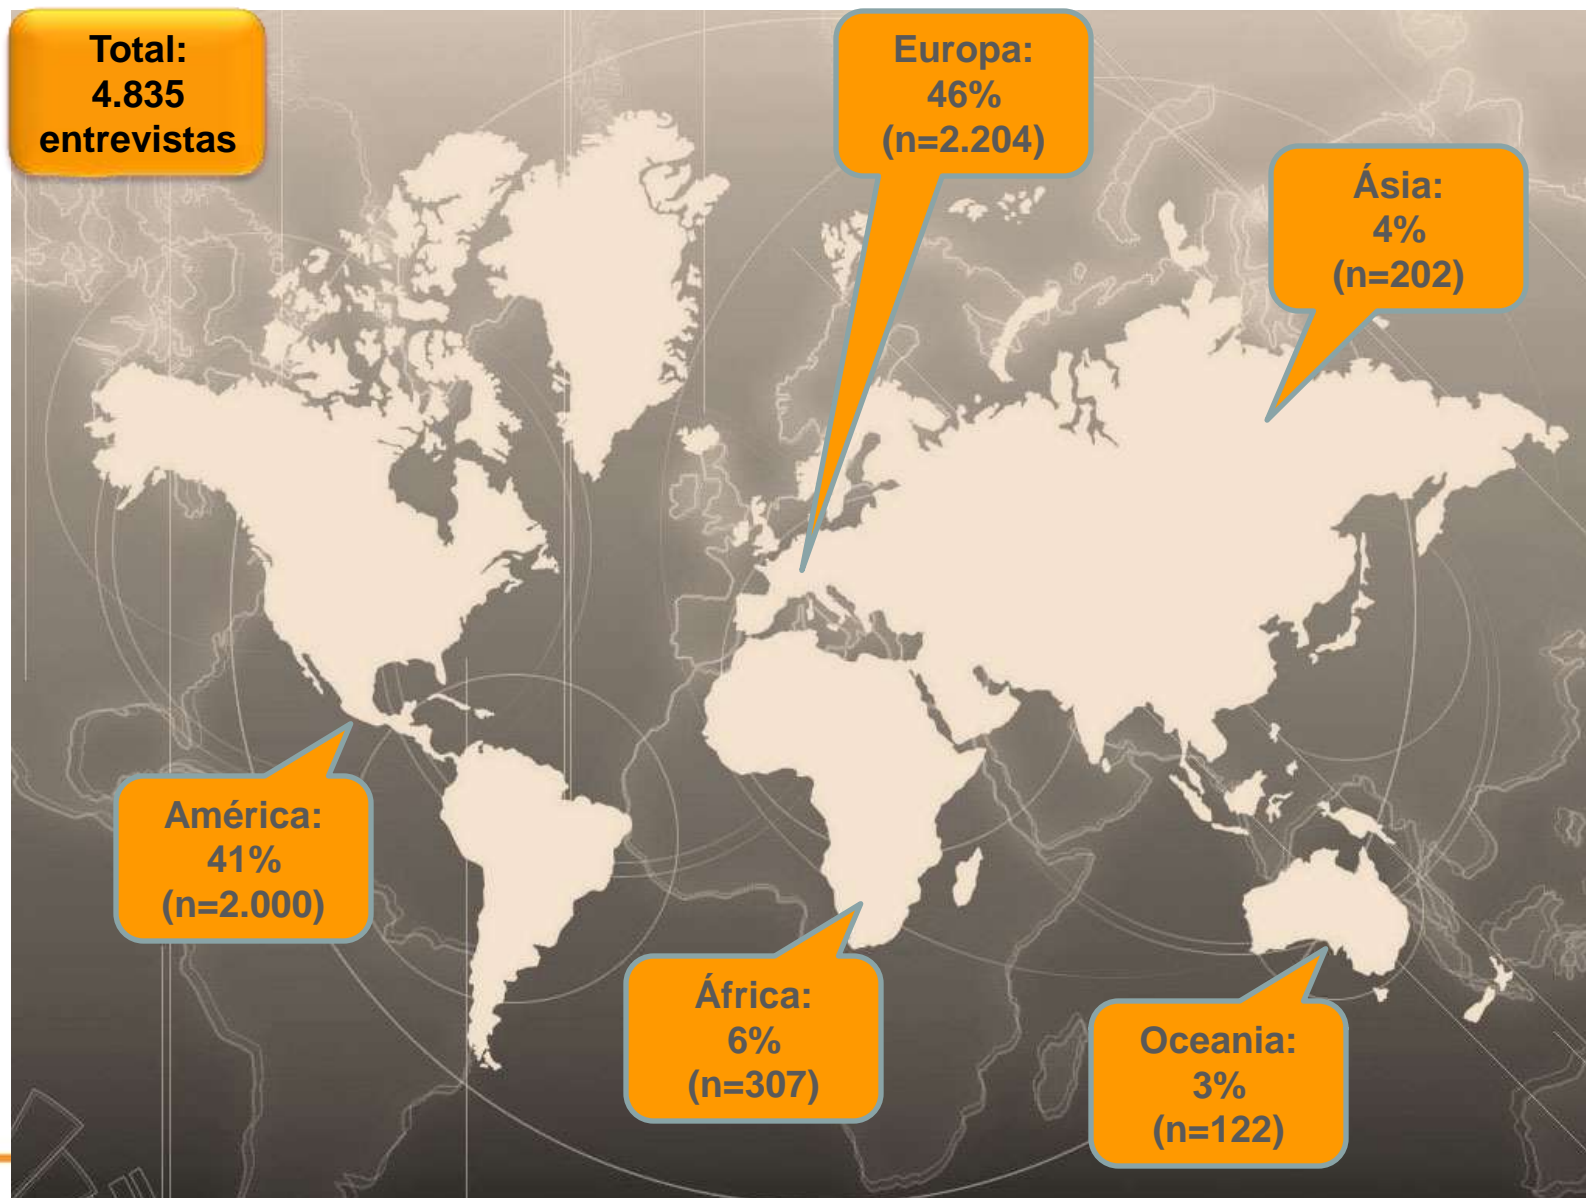 Total:
4.835
entrevistas
Europa:
46%
(n=2.204)
Ásia:
4%
(n=202)
América:
41%
(n=2.000)
África:
6%
(n=307)
Oceania:
3%
(n=122)